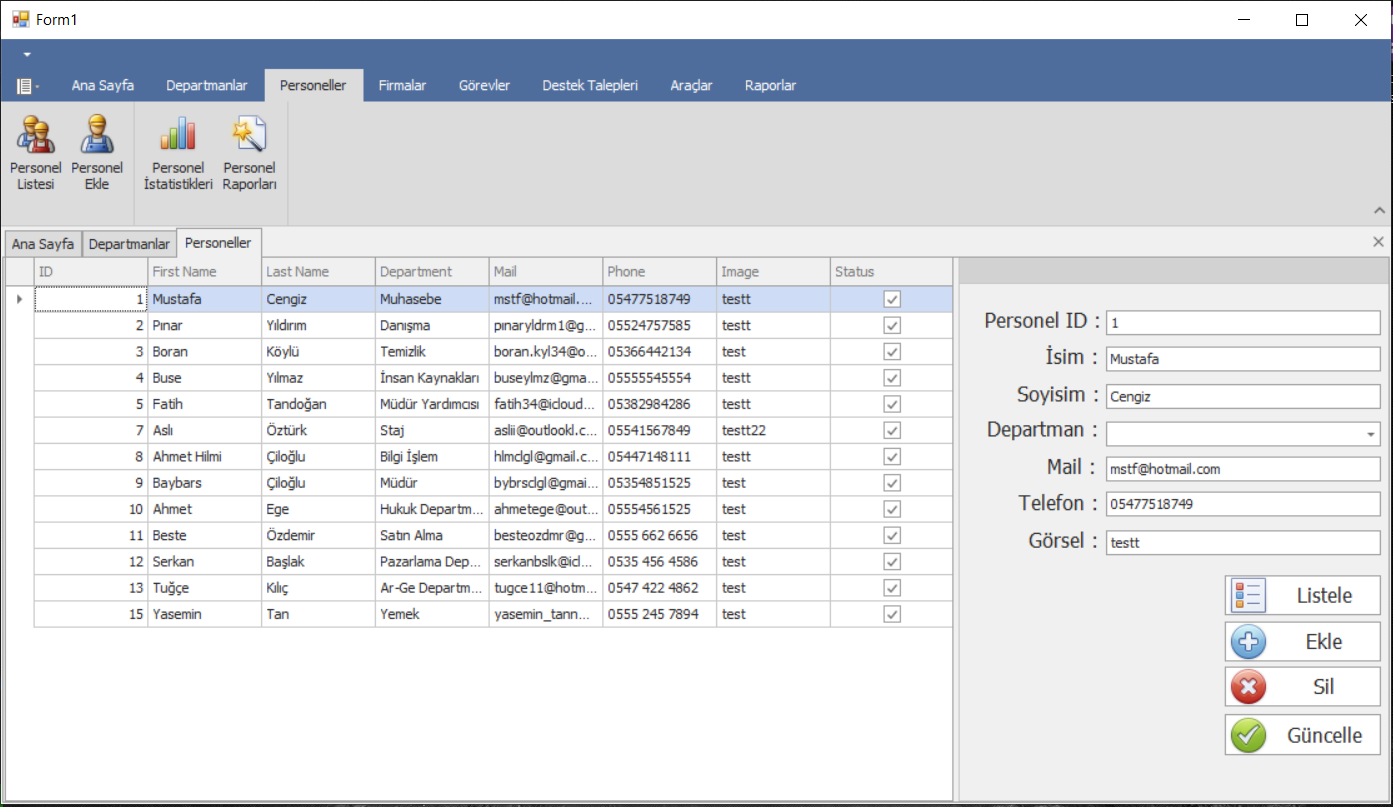 Form1
Ana Sayfa Departmanlar Personeller Firmalar Görevler Destek Talepleri Araçlar Raporlar
Personel Listesi
Personel Ekle
Personel İstatistikleri
Personel Raporları
Ana Sayfa Departmanlar Personeller
ID First Name Last Name Department Mail Phone Image Status
1 Mustafa Cengiz Muhasebe mstf@hotmail.... 05477518749 testt
2 Pınar Yıldırım Danışma pınaryldrm1@g... 05524757585 testt
3 Boran Köylü Temizlik boran.kyl34@o... 05366442134 test
4 Buse Yılmaz İnsan Kaynakları buseylmz@gma... 05555545554 testt
5 Fatih Tandoğan Müdür Yardımcısı fatih34@icloud... 05382984286 testt
7 Aslı Öztürk Staj aslii@outlookl.c... 05541567849 testt22
8 Ahmet Hilmi Çiloğlu Bilgi İşlem hlmclgl@gmail.c... 05447148111 testt
9 Baybars Çiloğlu Müdür bybrsclgl@gmai... 05354851525 test
10 Ahmet Ege Hukuk Departm... ahmetege@out... 05554561525 test
11 Beste Özdemir Satın Alma besteozdmr@g... 0555 662 6656 test
12 Serkan Başlak Pazarlama Dep... serkanbslk@icl... 0535 456 4586 test
13 Tuğçe Kılıç Ar-Ge Departm... tugce11@hotm... 0547 422 4862 test
15 Yasemin Tan Yemek yasemin_tann... 0555 245 7894 test
Personel ID : 1
İsim : Mustafa
Soyisim : Cengiz
Departman :
Mail : mstf@hotmail.com
Telefon : 05477518749
Görsel : testt
Listele
Ekle
Sil
Güncelle